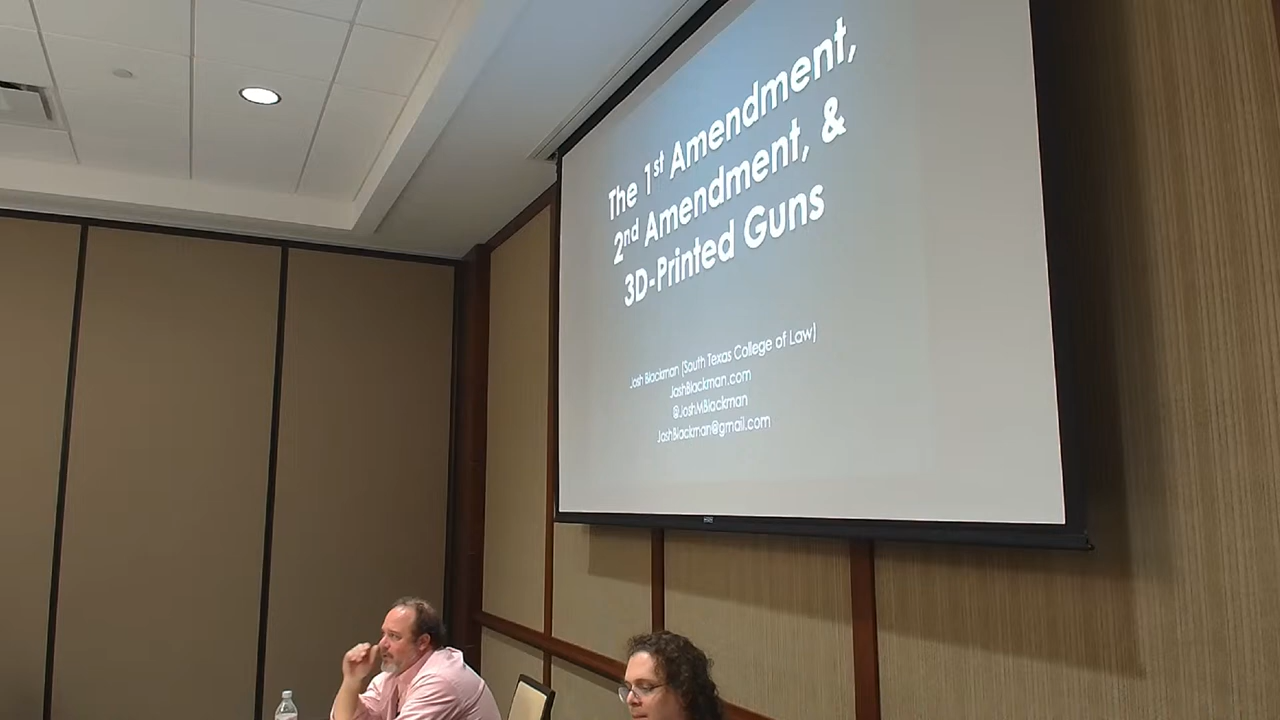 The 1st Amendment,
2nd Amendment, &
3D-Printed Guns
Josh Blackman (South Texas College of Law)
JoshBlackman.com
@JoshMBlackman
JoshBlackman@gmail.com